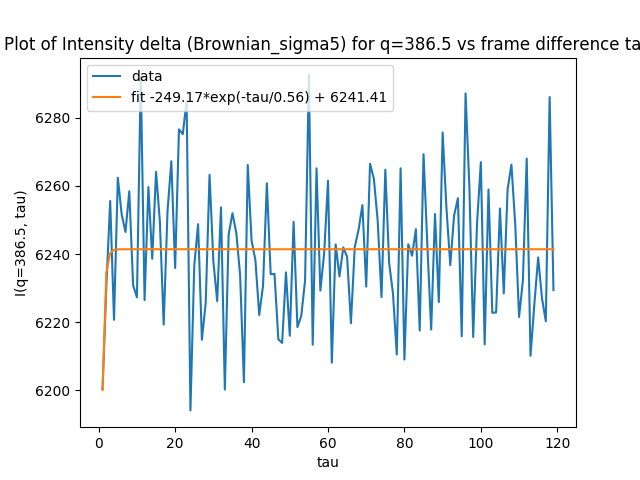 Plot of Intensity delta (Brownian_sigma5) for q=386.5 vs frame difference ta
data
fit -249.17*exp(-tau/0.56) + 6241.41
I(q=386.5, tau)
6280
6260
6240
6220
6200
0 20 40 60 80 100 120
tau